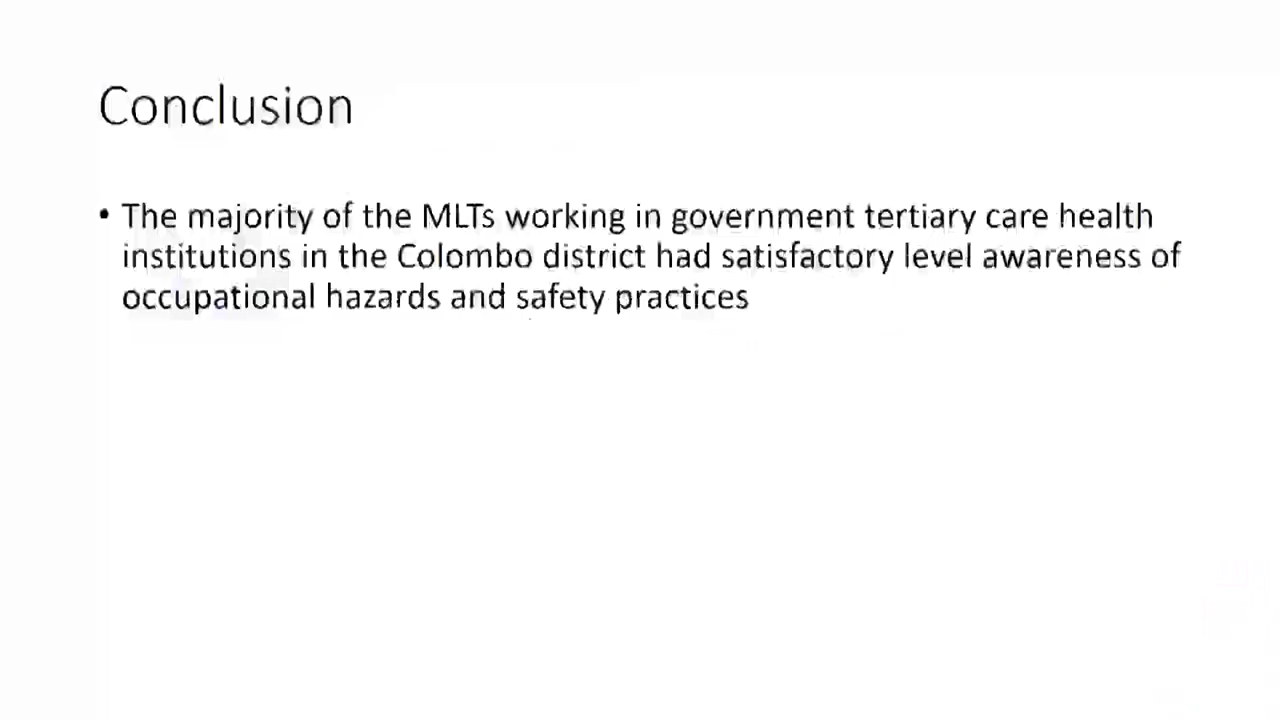 Conclusion
• The majority of the MLTs working in government tertiary care health
institutions in the Colombo district had satisfactory level awareness of
occupational hazards and safety practices